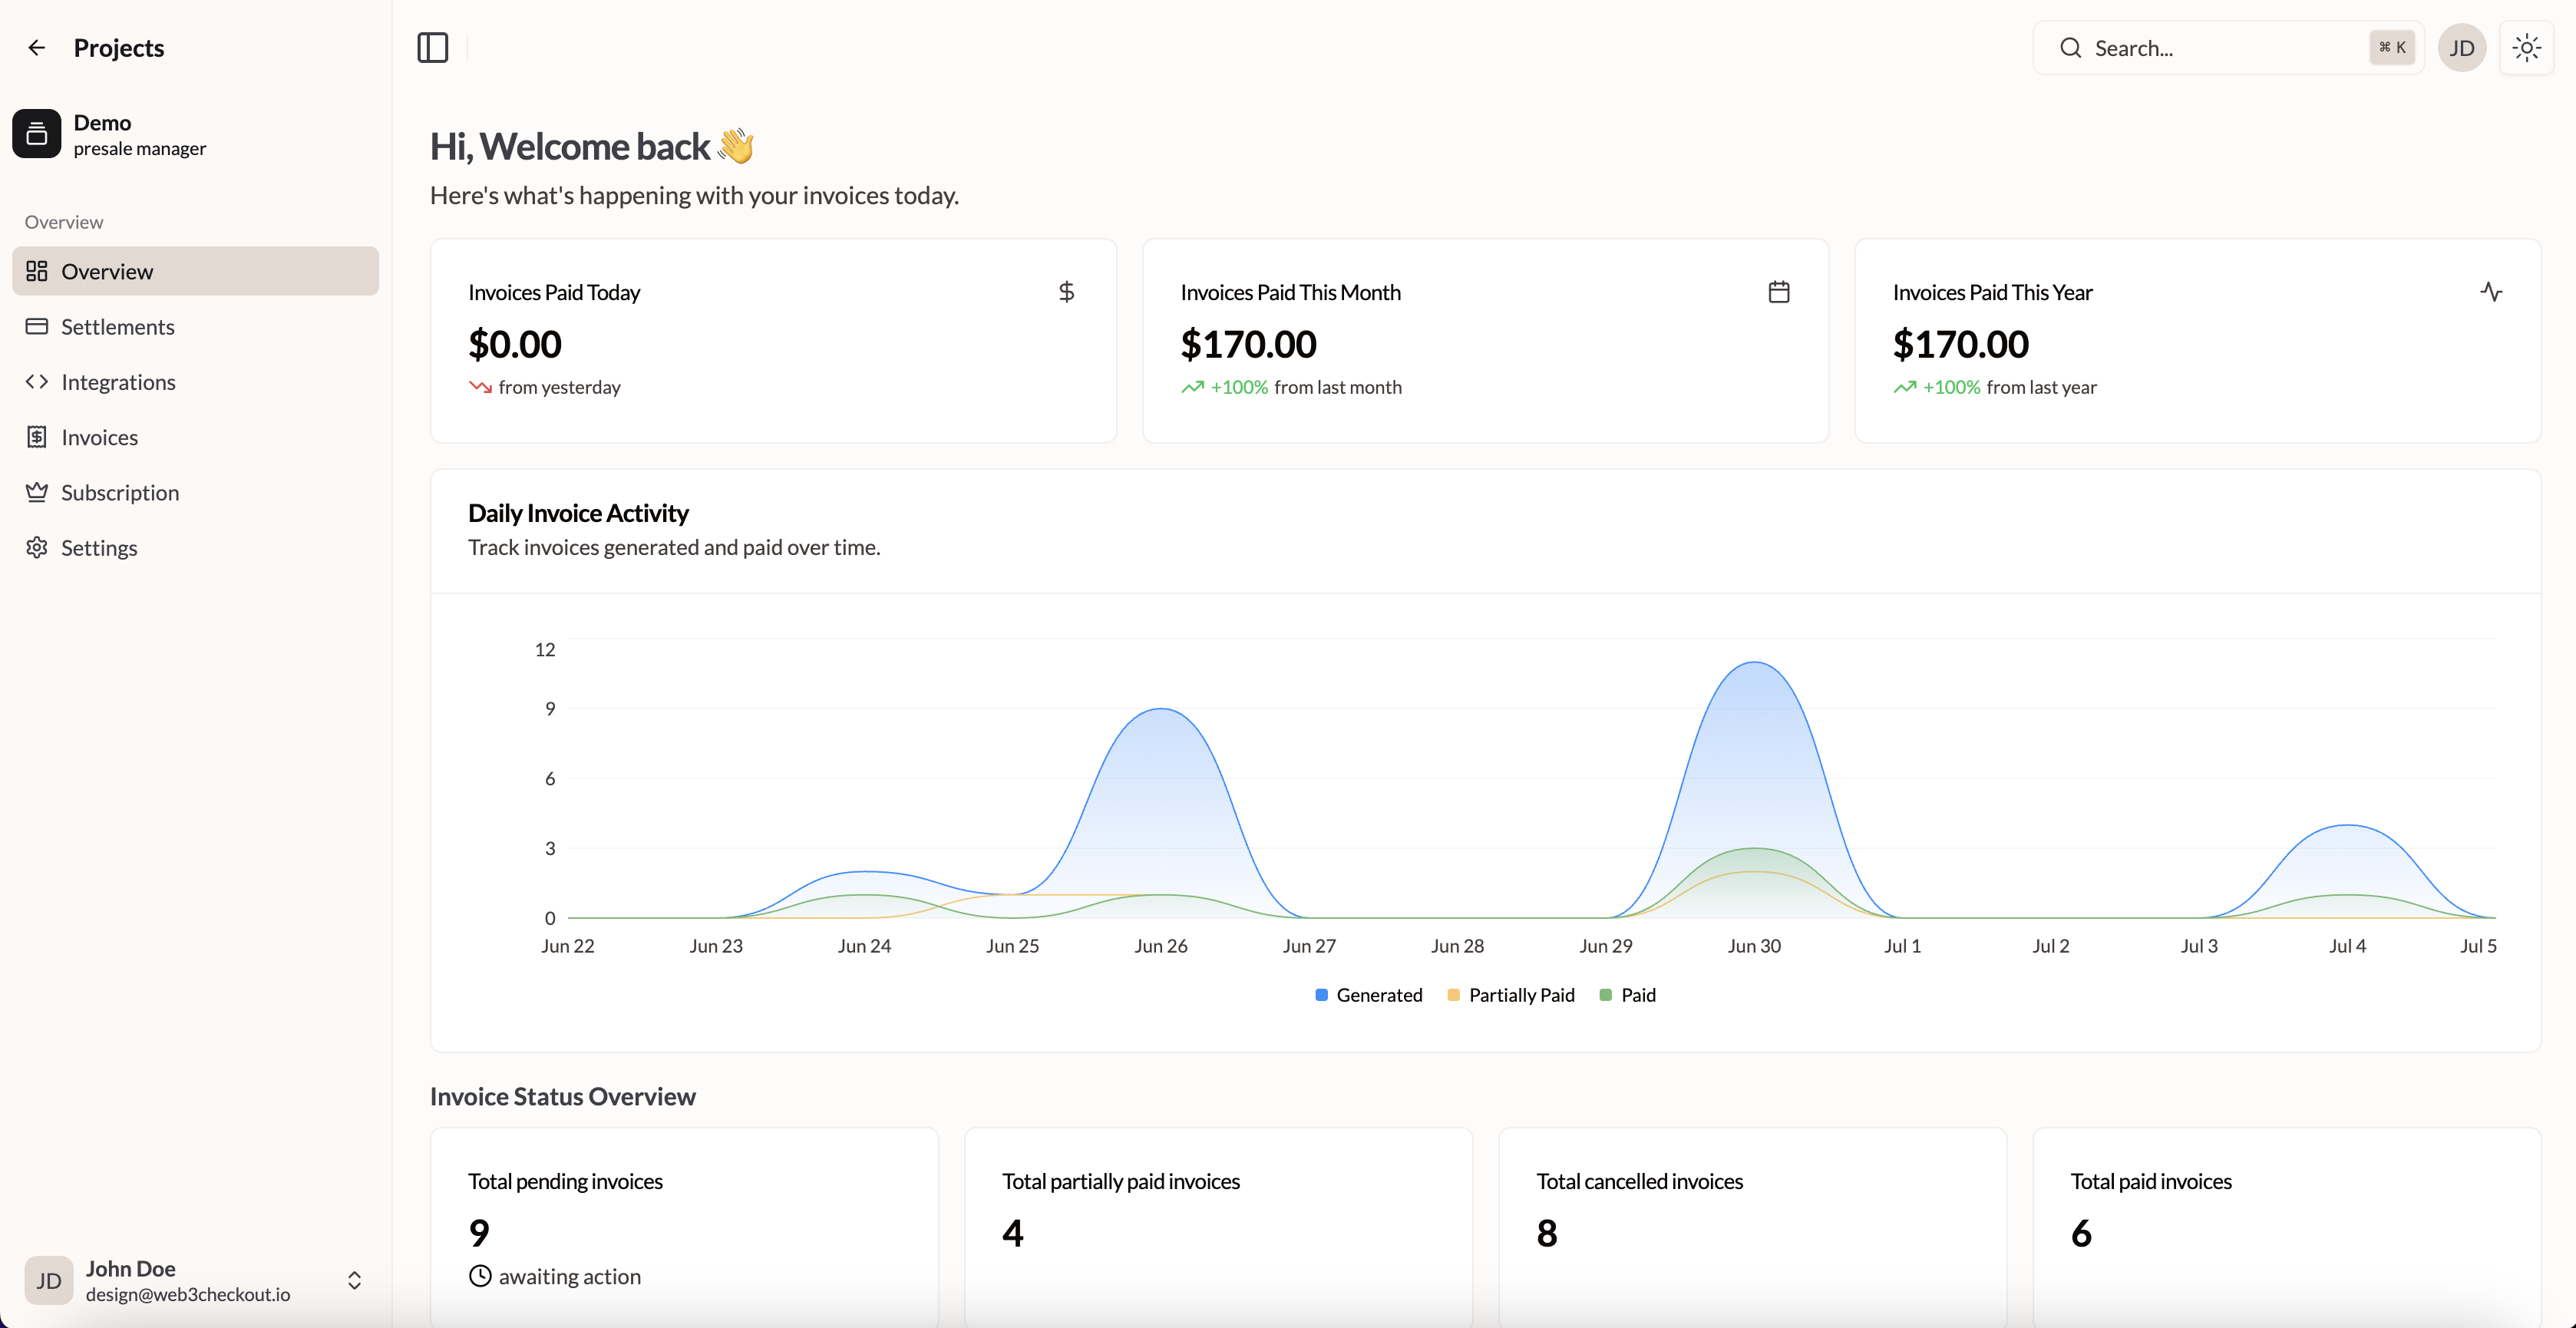 Projects
Demo
presale manager
Overview
Overview
Settlements
Integrations
Invoices
Subscription
Settings
JD
John Doe
design@web3checkout.io
Search...
⌘ K
JD
Hi, Welcome back 👋
Here's what's happening with your invoices today.
Invoices Paid Today
$0.00
from yesterday
Invoices Paid This Month
$170.00
+100% from last month
Invoices Paid This Year
$170.00
+100% from last year
Daily Invoice Activity
Track invoices generated and paid over time.
12
9
6
3
0
Jun 22 Jun 23 Jun 24 Jun 25 Jun 26 Jun 27 Jun 28 Jun 29 Jun 30 Jul 1 Jul 2 Jul 3 Jul 4 Jul 5
Generated Partially Paid Paid
Invoice Status Overview
Total pending invoices
9
awaiting action
Total partially paid invoices
4
Total cancelled invoices
8
Total paid invoices
6